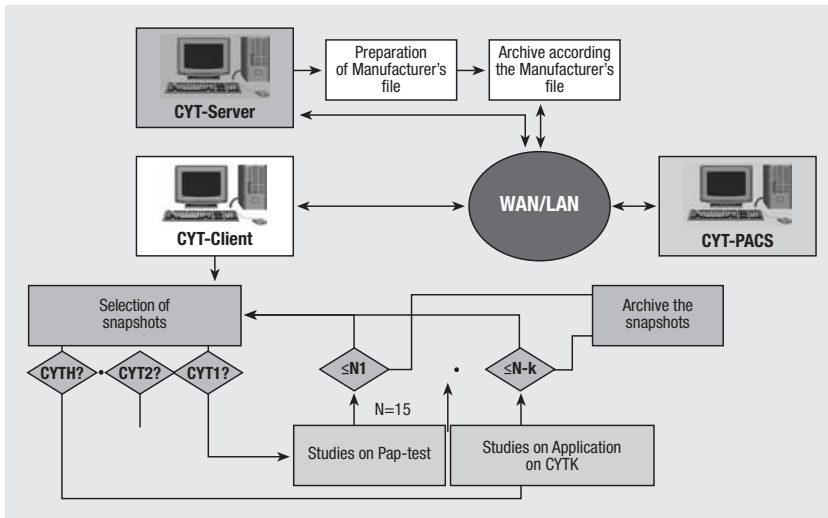 CYT-Server
Preparation
of Manufacturer's
file
Archive according
the Manufacturer's
file
CYT-Client
WAN/LAN
CYT-PACS
Selection of
snapshots
Archive the
snapshots
CYTH?
CYT2?
CYT1?
≤N1
≤N-k
N=15
Studies on Pap-test
Studies on Application
on CYTK